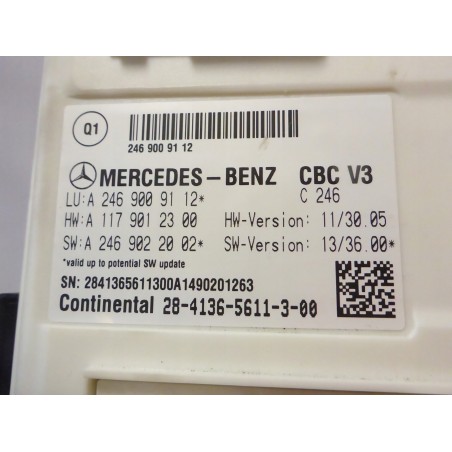 Q1
246 900 9112
MERCEDES-BENZ CBC V3
LU:A 246 900 91 12* C 246
HW:A 117 901 23 00 HW-Version: 11/30.05
SW:A 246 902 20 02* SW-Version: 13/36.00*
*valid up to potential SW update
SN: 2841365611300A1490201263
Continental 28-4136-5611-3-00